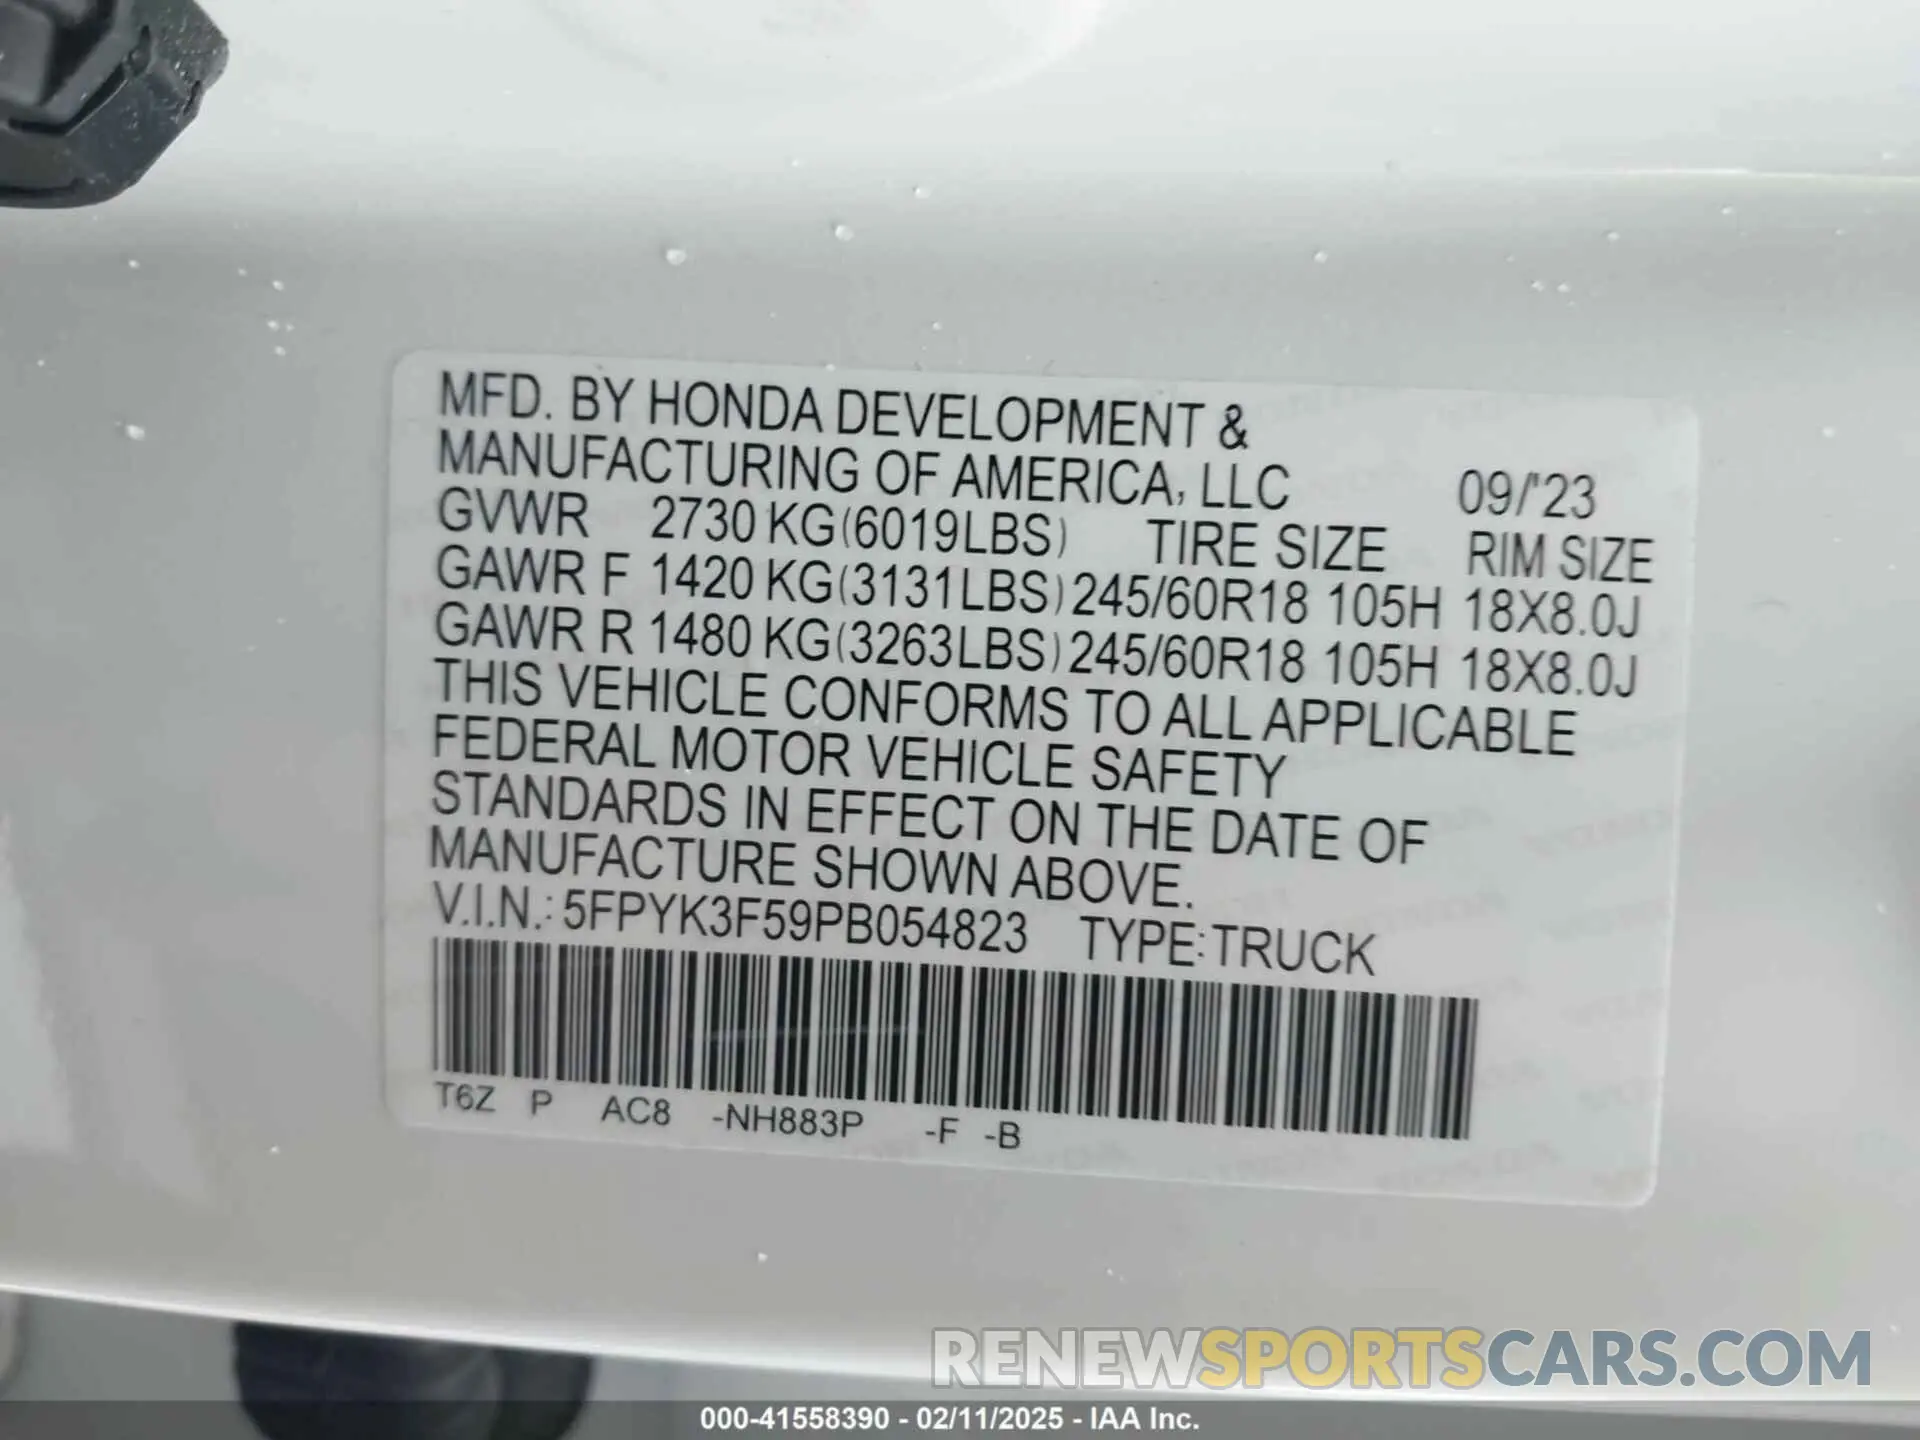 MFD. BY HONDA DEVELOPMENT &
MANUFACTURING OF AMERICA, LLC 09/'23
GVWR 2730 KG(6019LBS) TIRE SIZE RIM SIZE
GAWR F 1420 KG(3131LBS) 245/60R18 105H 18X8.0J
GAWR R 1480 KG(3263LBS) 245/60R18 105H 18X8.0J
THIS VEHICLE CONFORMS TO ALL APPLICABLE
FEDERAL MOTOR VEHICLE SAFETY
STANDARDS IN EFFECT ON THE DATE OF
MANUFACTURE SHOWN ABOVE.
V.I.N.: 5FPYK3F59PB054823 TYPE: TRUCK
T6Z P AC8 -NH883P -F -B
RENEWSPORTSCARS.COM
000-41558390 - 02/11/2025 - IAA Inc.